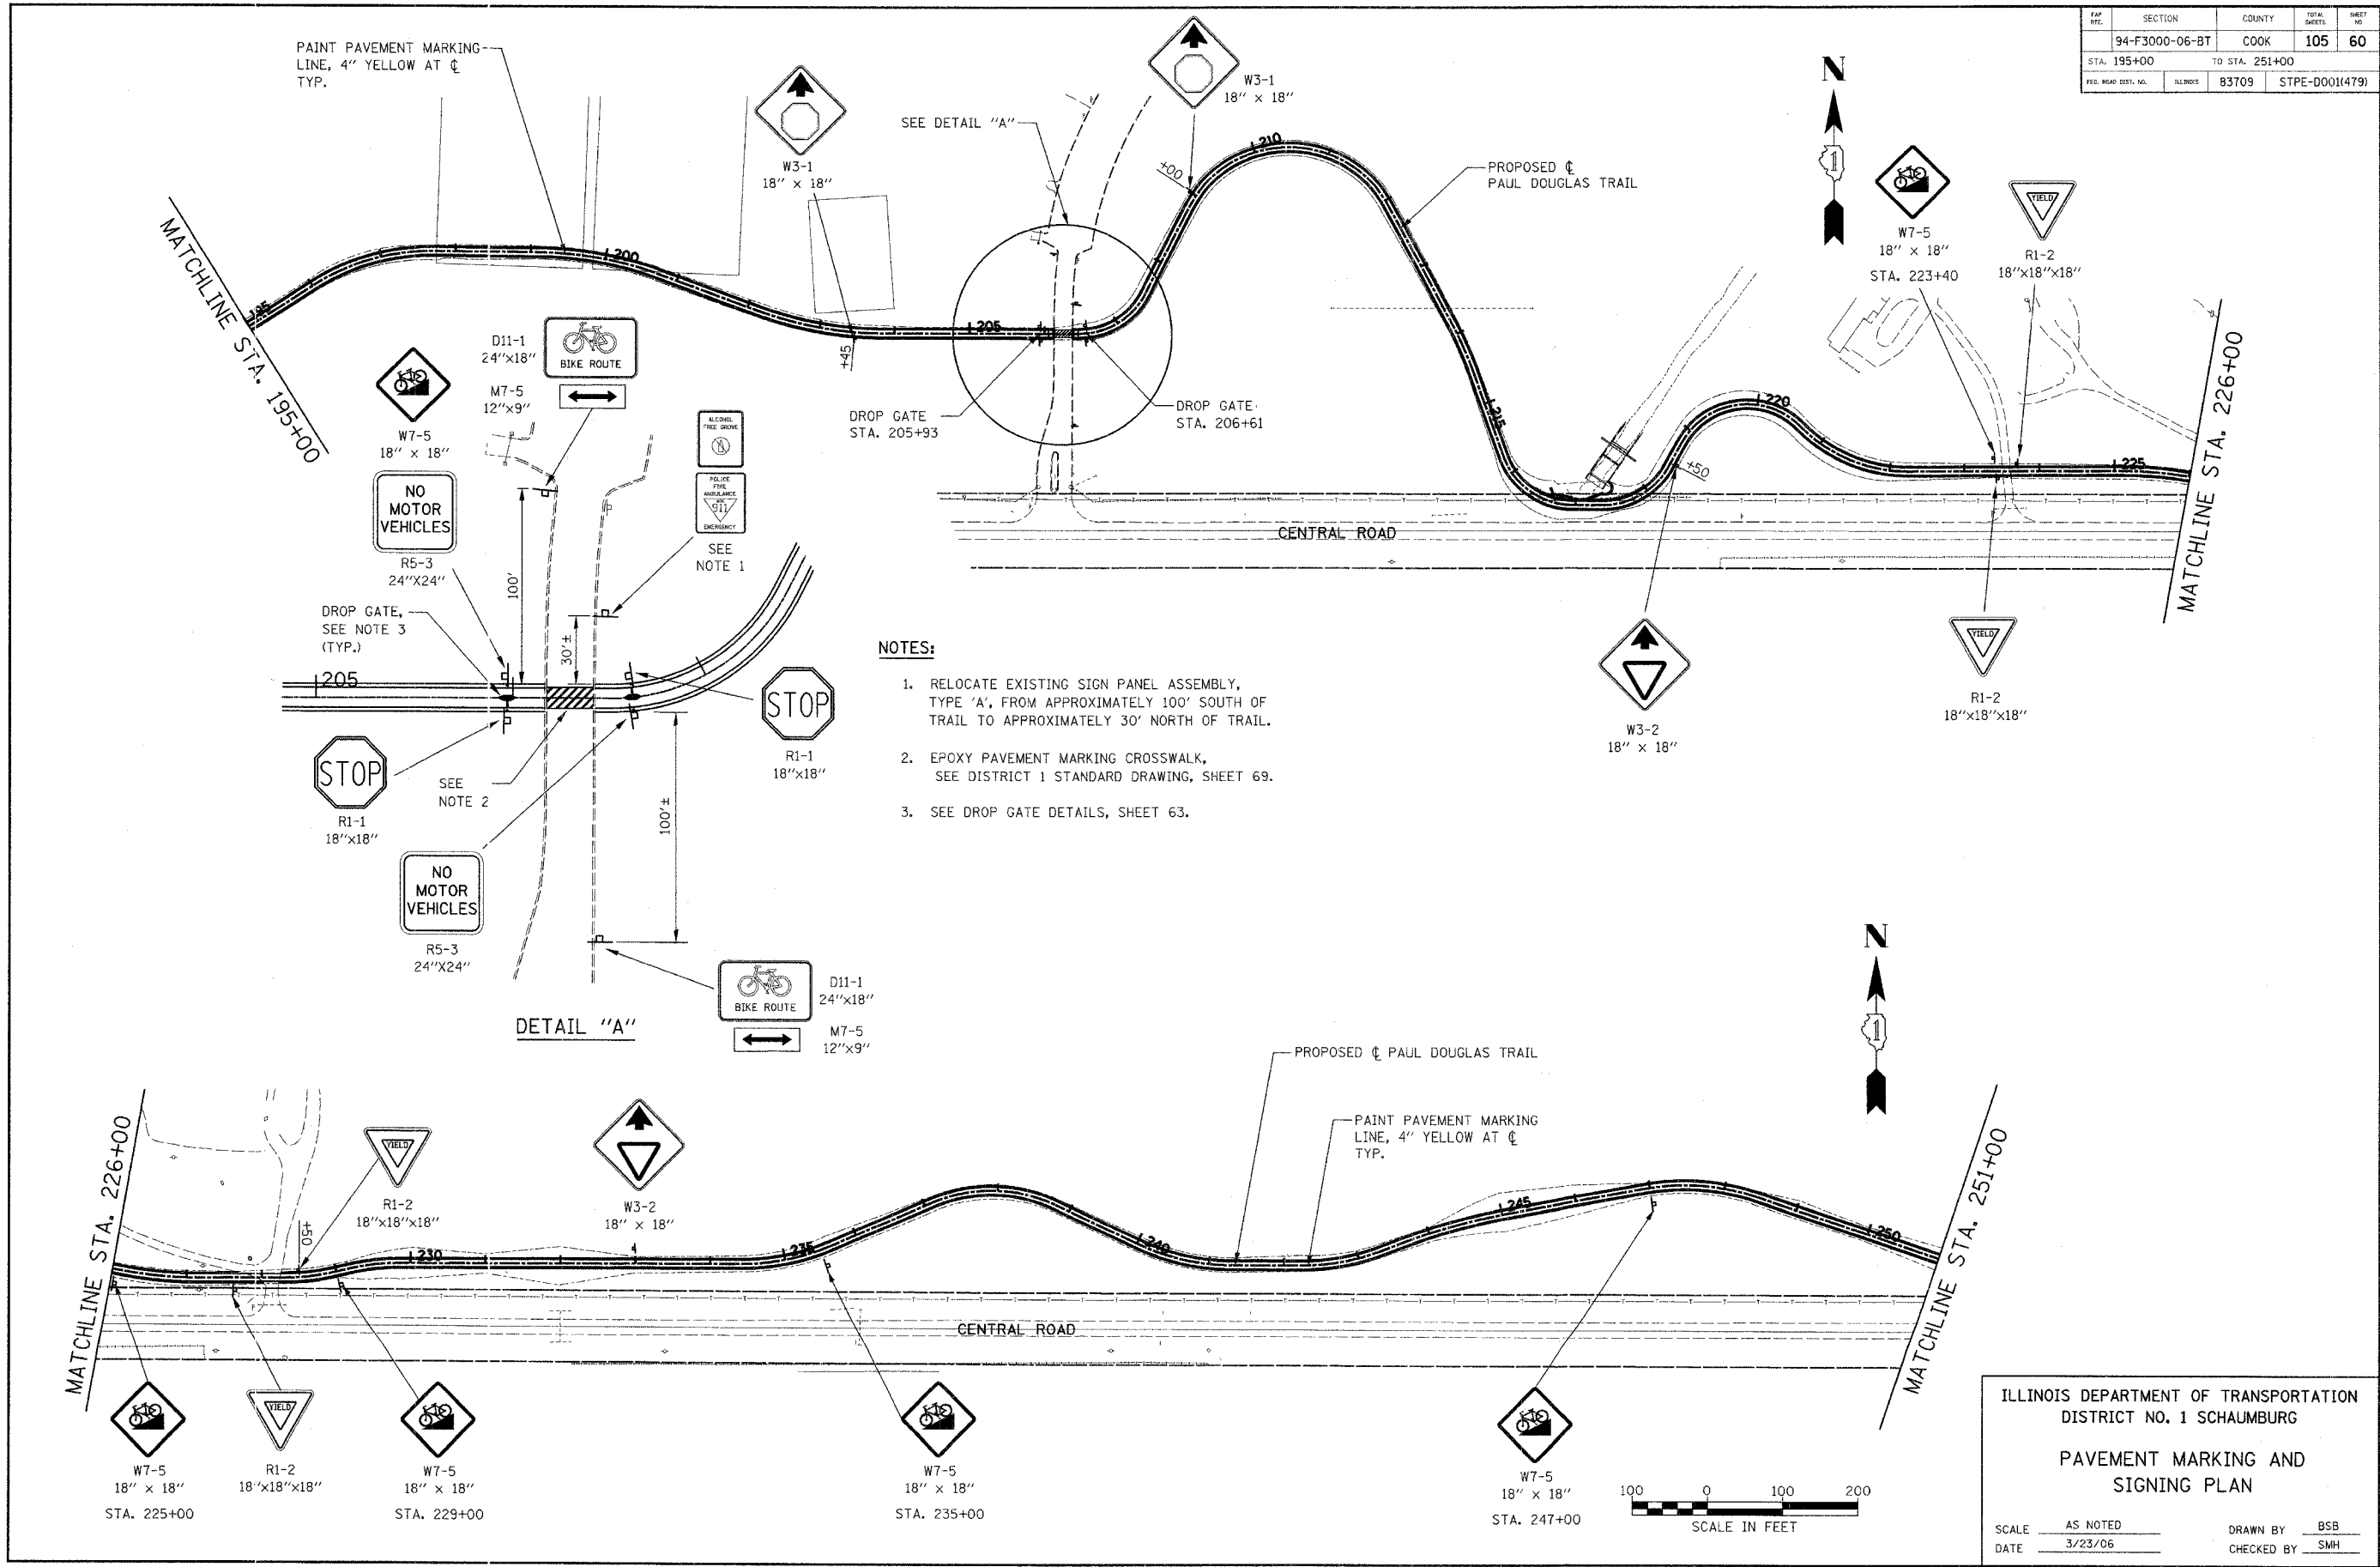 FAP RTE.
SECTION
COUNTY
TOTAL SHEETS
SHEET NO
94-F3000-06-BT
COOK
105
60
STA. 195+00 TO STA. 251+00
FED. ROAD DIST. NO.
ILLINOIS
83709
STPE-D001(479)
PAINT PAVEMENT MARKING
LINE, 4" YELLOW AT ℄
TYP.
W3-1
18" × 18"
W3-1
18" × 18"
SEE DETAIL "A"
+00
210
PROPOSED ℄
PAUL DOUGLAS TRAIL
N
1
W7-5
18" × 18"
STA. 223+40
YIELD
R1-2
18"x18"x18"
MATCHLINE STA. 195+00
195
200
+45
205
DROP GATE
STA. 205+93
DROP GATE
STA. 206+61
215
+50
220
225
MATCHLINE STA. 226+00
CENTRAL ROAD
W3-2
18" × 18"
YIELD
R1-2
18"x18"x18"
D11-1
24"x18"
BIKE ROUTE
M7-5
12"x9"
W7-5
18" × 18"
ALCOHOL
FREE GROVE
POLICE
FIRE
AMBULANCE
911
EMERGENCY
SEE
NOTE 1
NO
MOTOR
VEHICLES
R5-3
24"X24"
100'
30'±
DROP GATE,
SEE NOTE 3
(TYP.)
205
STOP
R1-1
18"x18"
STOP
R1-1
18"x18"
SEE
NOTE 2
100'±
NO
MOTOR
VEHICLES
R5-3
24"X24"
BIKE ROUTE
D11-1
24"x18"
M7-5
12"x9"
DETAIL "A"
NOTES:
1. RELOCATE EXISTING SIGN PANEL ASSEMBLY,
TYPE 'A', FROM APPROXIMATELY 100' SOUTH OF
TRAIL TO APPROXIMATELY 30' NORTH OF TRAIL.
2. EPOXY PAVEMENT MARKING CROSSWALK,
SEE DISTRICT 1 STANDARD DRAWING, SHEET 69.
3. SEE DROP GATE DETAILS, SHEET 63.
N
1
PROPOSED ℄ PAUL DOUGLAS TRAIL
PAINT PAVEMENT MARKING
LINE, 4" YELLOW AT ℄
TYP.
MATCHLINE STA. 226+00
YIELD
R1-2
18"x18"x18"
+50
W3-2
18" × 18"
230
235
240
245
250
MATCHLINE STA. 251+00
CENTRAL ROAD
W7-5
18" × 18"
STA. 225+00
YIELD
R1-2
18"x18"x18"
W7-5
18" × 18"
STA. 229+00
W7-5
18" × 18"
STA. 235+00
W7-5
18" × 18"
STA. 247+00
100 0 100 200
SCALE IN FEET
ILLINOIS DEPARTMENT OF TRANSPORTATION
DISTRICT NO. 1 SCHAUMBURG
PAVEMENT MARKING AND
SIGNING PLAN
SCALE AS NOTED
DRAWN BY BSB
DATE 3/23/06
CHECKED BY SMH